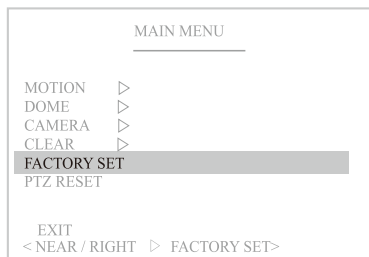 MAIN MENU
MOTION ▷
DOME ▷
CAMERA ▷
CLEAR ▷
FACTORY SET
PTZ RESET
EXIT
< NEAR / RIGHT ▷ FACTORY SET>